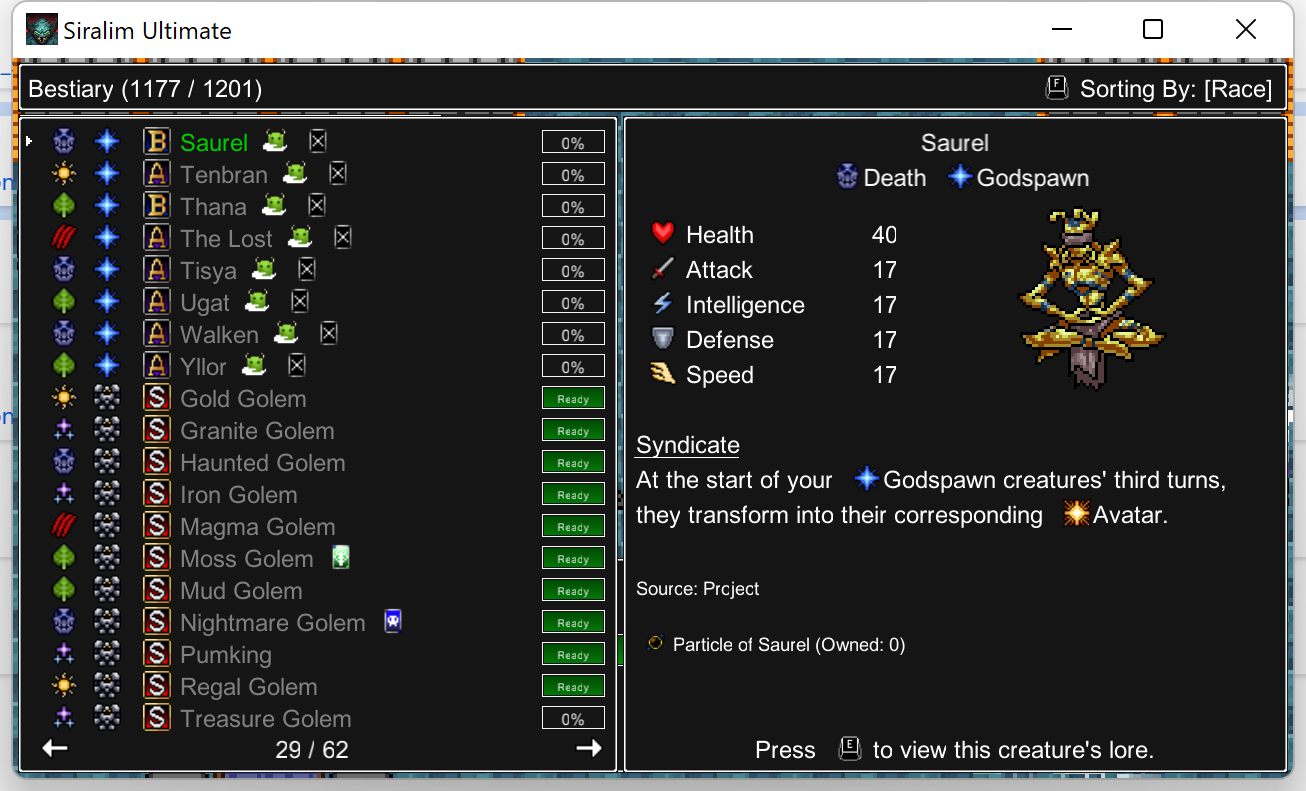 Siralim Ultimate
Bestiary (1177 / 1201)
F Sorting By: [Race]
B Saurel 0%
A Tenbran 0%
B Thana 0%
A The Lost 0%
A Tisya 0%
A Ugat 0%
A Walken 0%
A Yllor 0%
S Gold Golem Ready
S Granite Golem Ready
S Haunted Golem Ready
S Iron Golem Ready
S Magma Golem Ready
S Moss Golem Ready
S Mud Golem Ready
S Nightmare Golem Ready
S Pumking Ready
S Regal Golem Ready
S Treasure Golem 0%
29 / 62
Saurel
Death Godspawn
Health 40
Attack 17
Intelligence 17
Defense 17
Speed 17
Syndicate
At the start of your Godspawn creatures' third turns,
they transform into their corresponding Avatar.
Source: Project
Particle of Saurel (Owned: 0)
Press E to view this creature's lore.